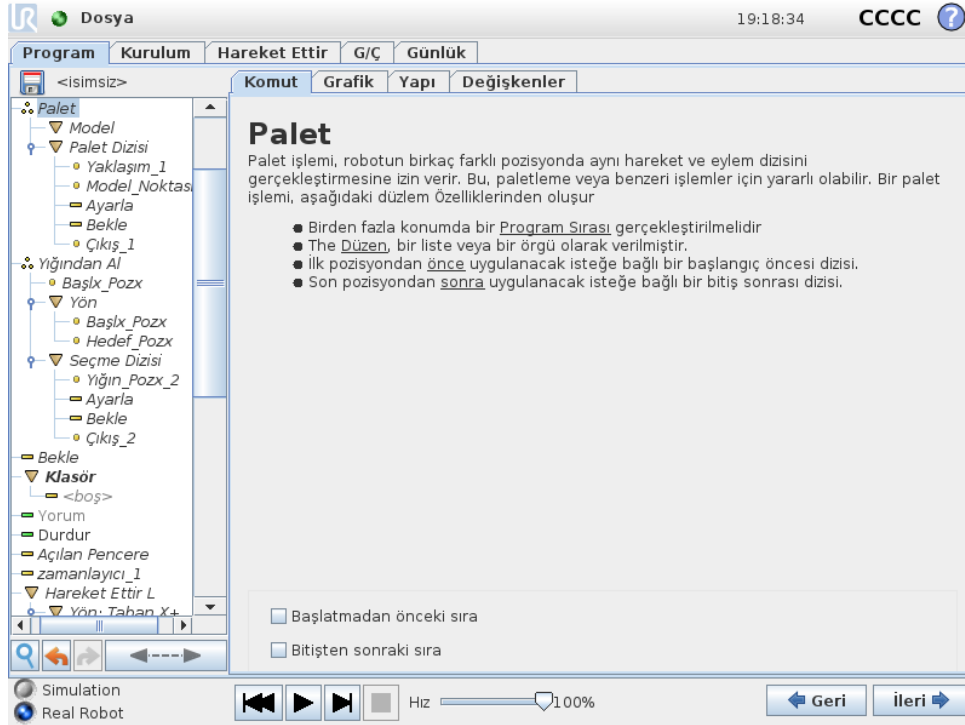 UR Dosya 19:18:34 CCCC ?
Program Kurulum Hareket Ettir G/Ç Günlük
<isimsiz>
Komut Grafik Yapı Değişkenler
Palet
Model
Palet Dizisi
Yaklaşım_1
Model_Noktas
Ayarla
Bekle
Çıkış_1
Yığından Al
Başlx_Pozx
Yön
Başlx_Pozx
Hedef_Pozx
Seçme Dizisi
Yığın_Pozx_2
Ayarla
Bekle
Çıkış_2
Bekle
Klasör
<boş>
Yorum
Durdur
Açılan Pencere
zamanlayıcı_1
Hareket Ettir L
Yön: Taban X+
Palet
Palet işlemi, robotun birkaç farklı pozisyonda aynı hareket ve eylem dizisini
gerçekleştirmesine izin verir. Bu, paletleme veya benzeri işlemler için yararlı olabilir. Bir palet
işlemi, aşağıdaki düzlem Özelliklerinden oluşur
Birden fazla konumda bir Program Sırası gerçekleştirilmelidir
The Düzen, bir liste veya bir örgü olarak verilmiştir.
İlk pozisyondan önce uygulanacak isteğe bağlı bir başlangıç öncesi dizisi.
Son pozisyondan sonra uygulanacak isteğe bağlı bir bitiş sonrası dizisi.
Başlatmadan önceki sıra
Bitişten sonraki sıra
Simulation
Real Robot
Hız 100%
Geri İleri